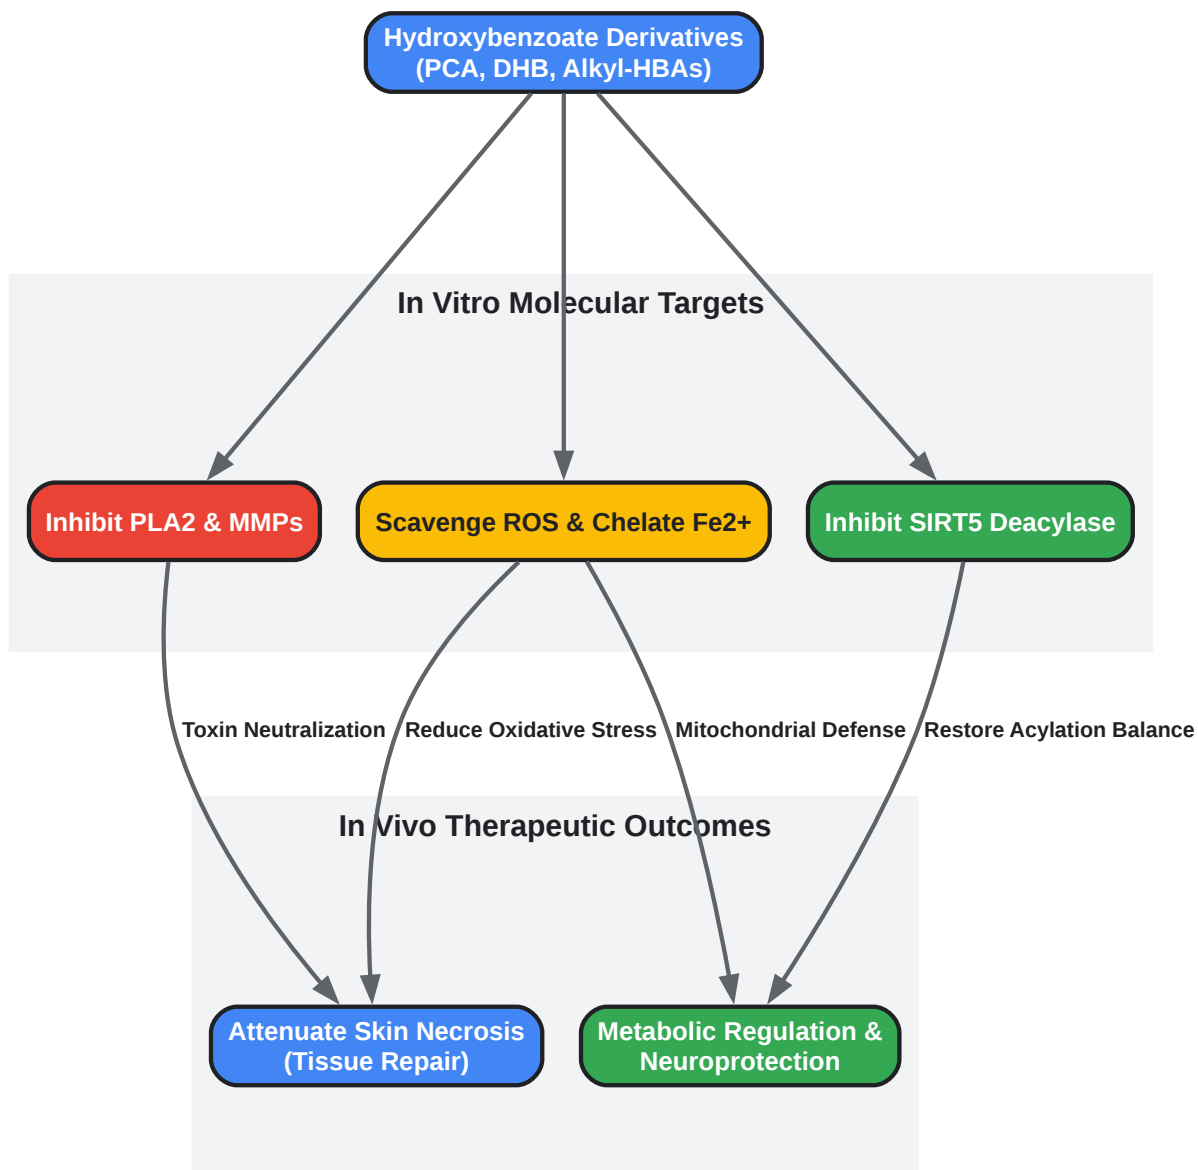 Hydroxybenzoate Derivatives
(PCA, DHB, Alkyl-HBAs)
In Vitro Molecular Targets
Inhibit PLA2 & MMPs
Scavenge ROS & Chelate Fe2+
Inhibit SIRT5 Deacylase
Toxin Neutralization
Reduce Oxidative Stress
Mitochondrial Defense
Restore Acylation Balance
In Vivo Therapeutic Outcomes
Attenuate Skin Necrosis
(Tissue Repair)
Metabolic Regulation &
Neuroprotection